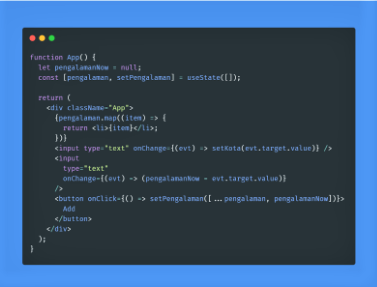 function App() {
let pengalamanNow = null;
const [pengalaman, setPengalaman] = useState([]);
return (
<div className="App">
{pengalaman.map((item) => {
return <li>{item}</li>;
})}
<input type="text" onChange={(evt) => setKota(evt.target.value)} />
<input
type="text"
onChange={(evt) => (pengalamanNow = evt.target.value)}
/>
<button onClick={() => setPengalaman([...pengalaman, pengalamanNow])}>
Add
</button>
</div>
);
}